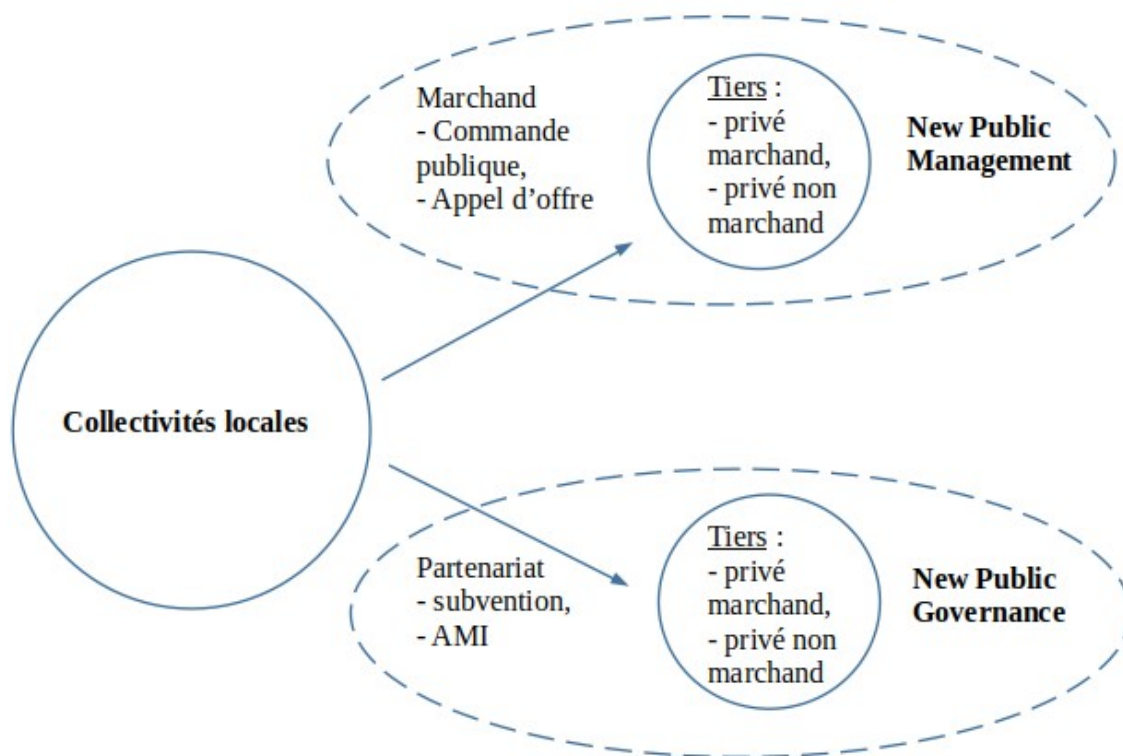 Marchand
- Commande
publique,
- Appel d’offre
Tiers :
- privé
marchand,
- privé non
marchand
New Public
Management
Collectivités locales
Partenariat
- subvention,
- AMI
Tiers :
- privé
marchand,
- privé non
marchand
New Public
Governance